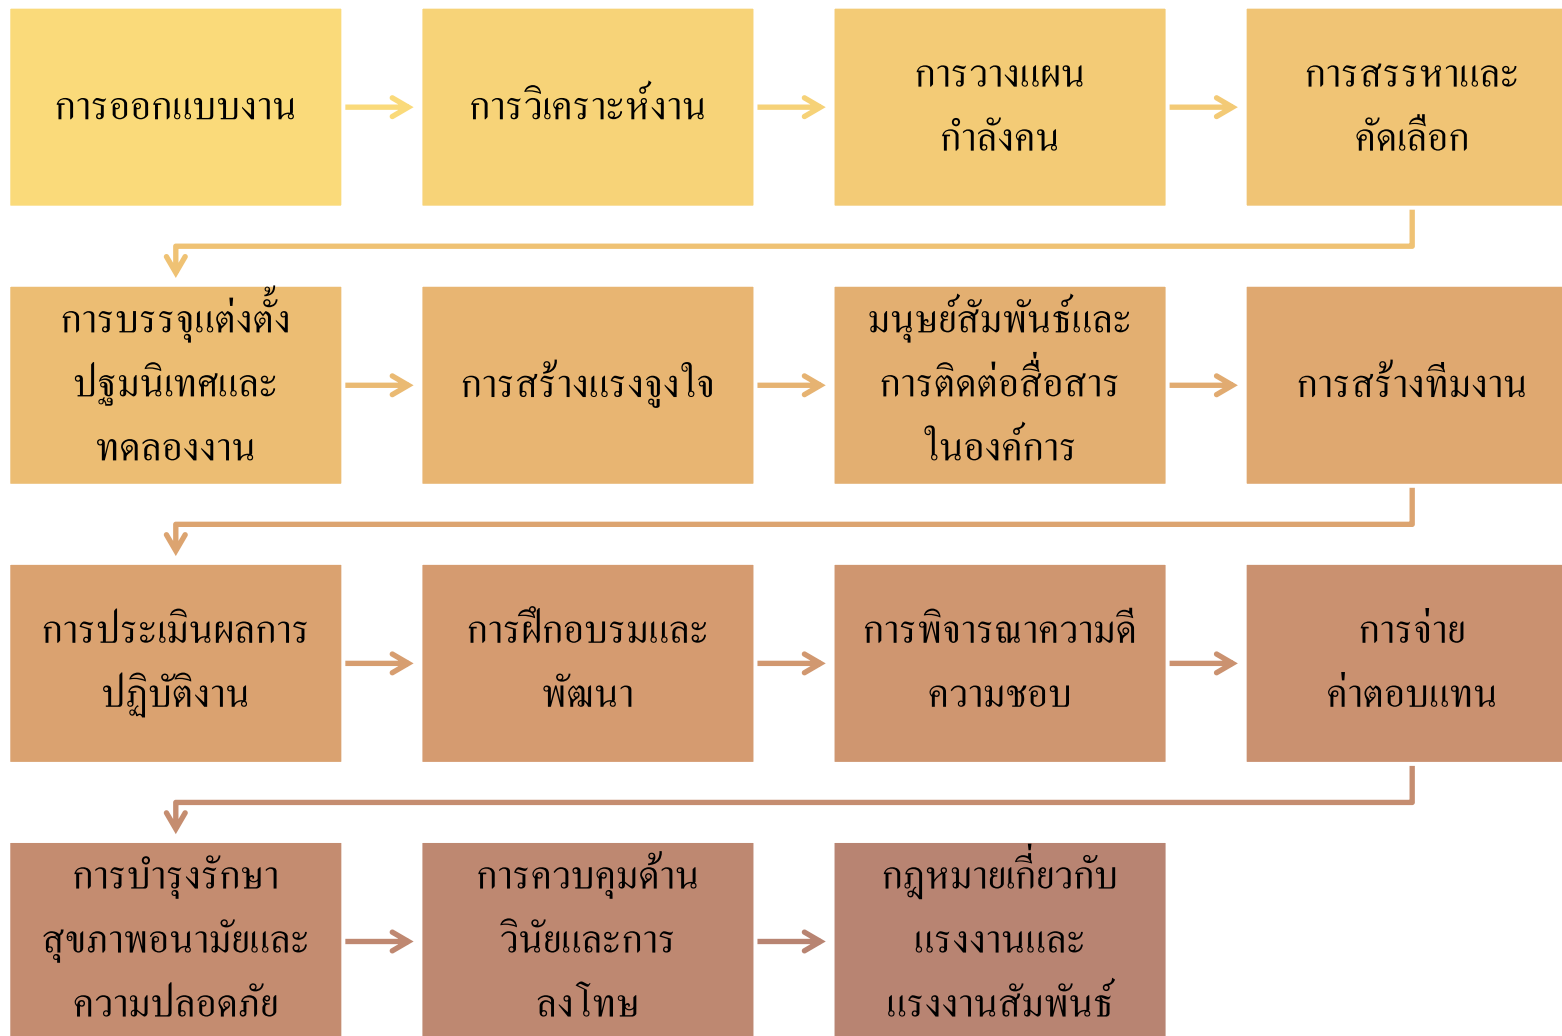 การออกแบบงาน
การวิเคราะห์งาน
การวางแผน
กำลังคน
การสรรหาและ
คัดเลือก
การบรรจุแต่งตั้ง
ปฐมนิเทศและ
ทดลองงาน
การสร้างแรงจูงใจ
มนุษย์สัมพันธ์และ
การติดต่อสื่อสาร
ในองค์การ
การสร้างทีมงาน
การประเมินผลการ
ปฏิบัติงาน
การฝึกอบรมและ
พัฒนา
การพิจารณาความดี
ความชอบ
การจ่าย
ค่าตอบแทน
การบำรุงรักษา
สุขภาพอนามัยและ
ความปลอดภัย
การควบคุมด้าน
วินัยและการ
ลงโทษ
กฎหมายเกี่ยวกับ
แรงงานและ
แรงงานสัมพันธ์